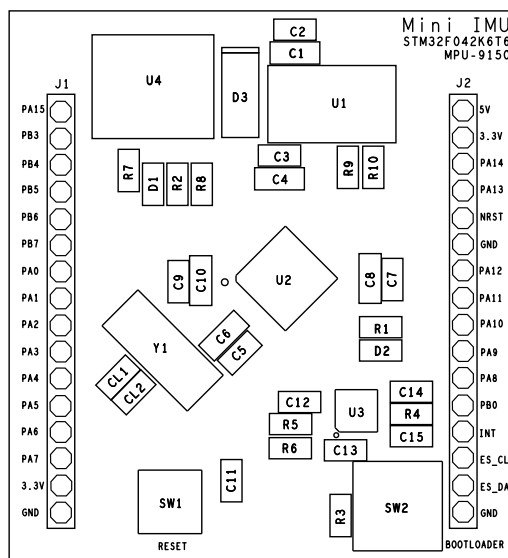 Mini IMU
STM32F042K6T6
MPU-9150
C2
C1
U4
D3
U1
J1
J2
PA15
PB3
PB4
PB5
PB6
PB7
PA0
PA1
PA2
PA3
PA4
PA5
PA6
PA7
3.3V
GND
5V
3.3V
PA14
PA13
NRST
GND
PA12
PA11
PA10
PA9
PA8
PB0
INT
ES_CL
ES_DA
GND
R7
D1
R2
R8
C3
C4
R9
R10
C9
C10
U2
C8
C7
Y1
C6
C5
R1
D2
CL1
CL2
C12
R5
R6
U3
C14
R4
C15
C13
C11
SW1
RESET
R3
SW2
BOOTLOADER